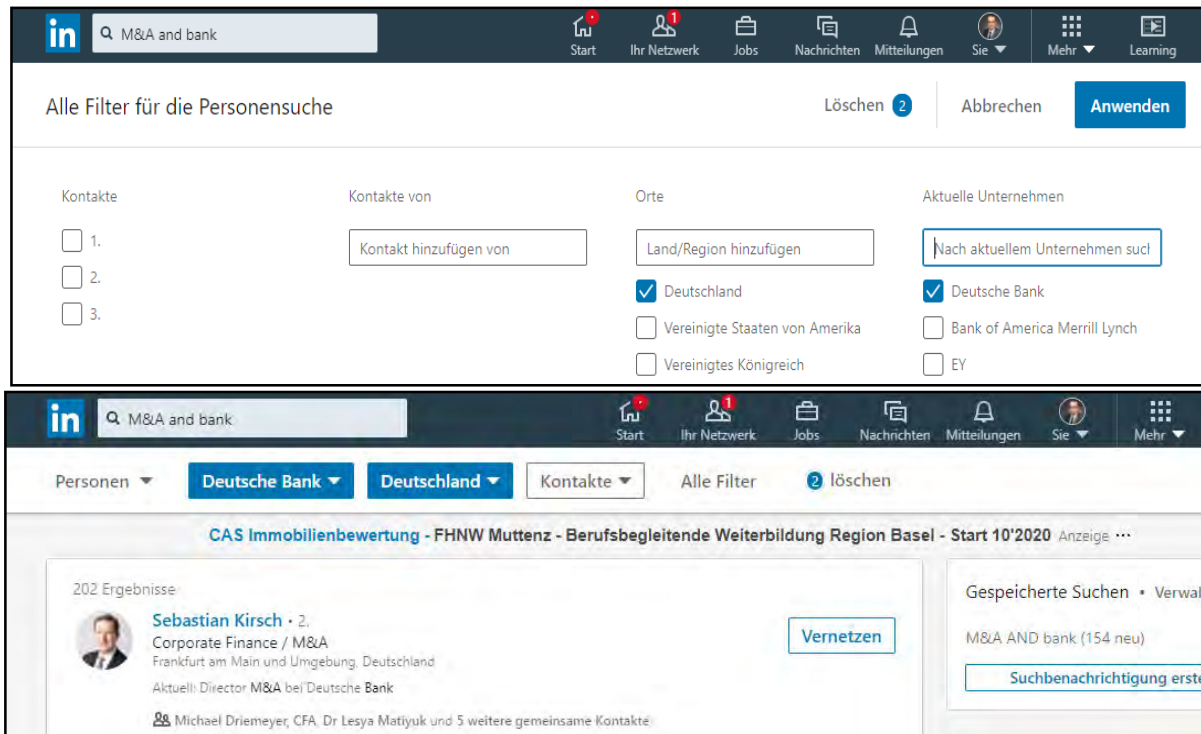 in M&A and bank Start 1 Ihr Netzwerk Jobs Nachrichten Mitteilungen Sie Mehr Learning
Alle Filter für die Personensuche Löschen 2 Abbrechen Anwenden
Kontakte Kontakte von Orte Aktuelle Unternehmen
1. Kontakt hinzufügen von Land/Region hinzufügen Nach aktuellem Unternehmen such
2. Deutschland Deutsche Bank
Vereinigte Staaten von Amerika Bank of America Merrill Lynch
3. Vereinigtes Königreich EY
in M&A and bank Start 1 Ihr Netzwerk Jobs Nachrichten Mitteilungen Sie Mehr
Personen Deutsche Bank Deutschland Kontakte Alle Filter 2 löschen
CAS Immobilienbewertung - FHNW Muttenz - Berufsbegleitende Weiterbildung Region Basel - Start 10'2020 Anzeige ...
202 Ergebnisse
Sebastian Kirsch • 2.
Corporate Finance / M&A
Frankfurt am Main und Umgebung, Deutschland
Aktuell: Director M&A bei Deutsche Bank
Michael Driemeyer, CFA, Dr Lesya Matiyuk und 5 weitere gemeinsame Kontakte
Vernetzen
Gespeicherte Suchen • Verwal
M&A AND bank (154 neu)
Suchbenachrichtigung erste